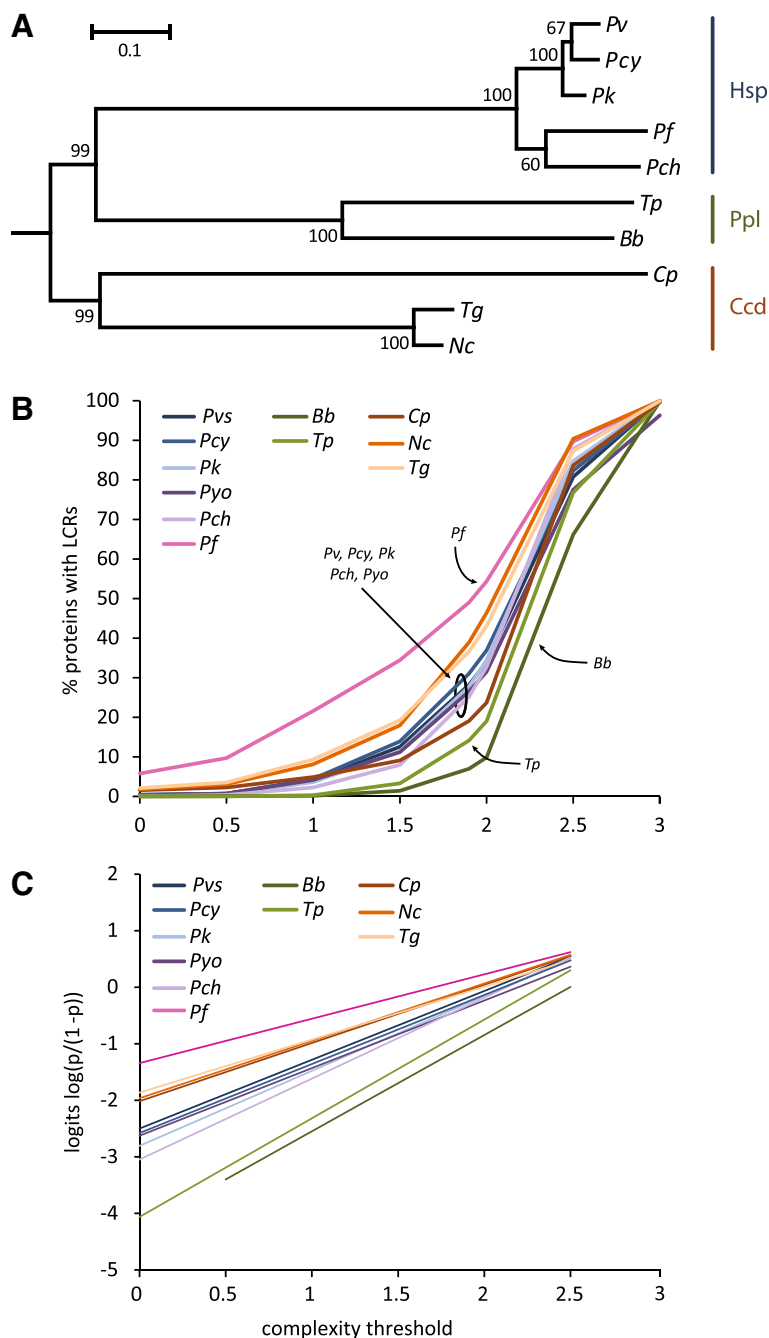 A
0.1
67
Pv
100
Pcy
100
Pk
Hsp
99
Pf
60
Pch
Tp
Ppl
100
Bb
Cp
99
Tg
Ccd
100
Nc
B
100
90
80
70
60
50
40
30
20
10
0
% proteins with LCRs
Pvs
Bb
Cp
Pcy
Tp
Nc
Pk
Tg
Pyo
Pch
Pf
Pv, Pcy, Pk
Pch, Pyo
Pf
Bb
Tp
0 0.5 1 1.5 2 2.5 3
C
2
1
0
-1
-2
-3
-4
-5
logits log(p/(1 -p))
Pvs
Bb
Cp
Pcy
Tp
Nc
Pk
Tg
Pyo
Pch
Pf
0 0.5 1 1.5 2 2.5 3
complexity threshold